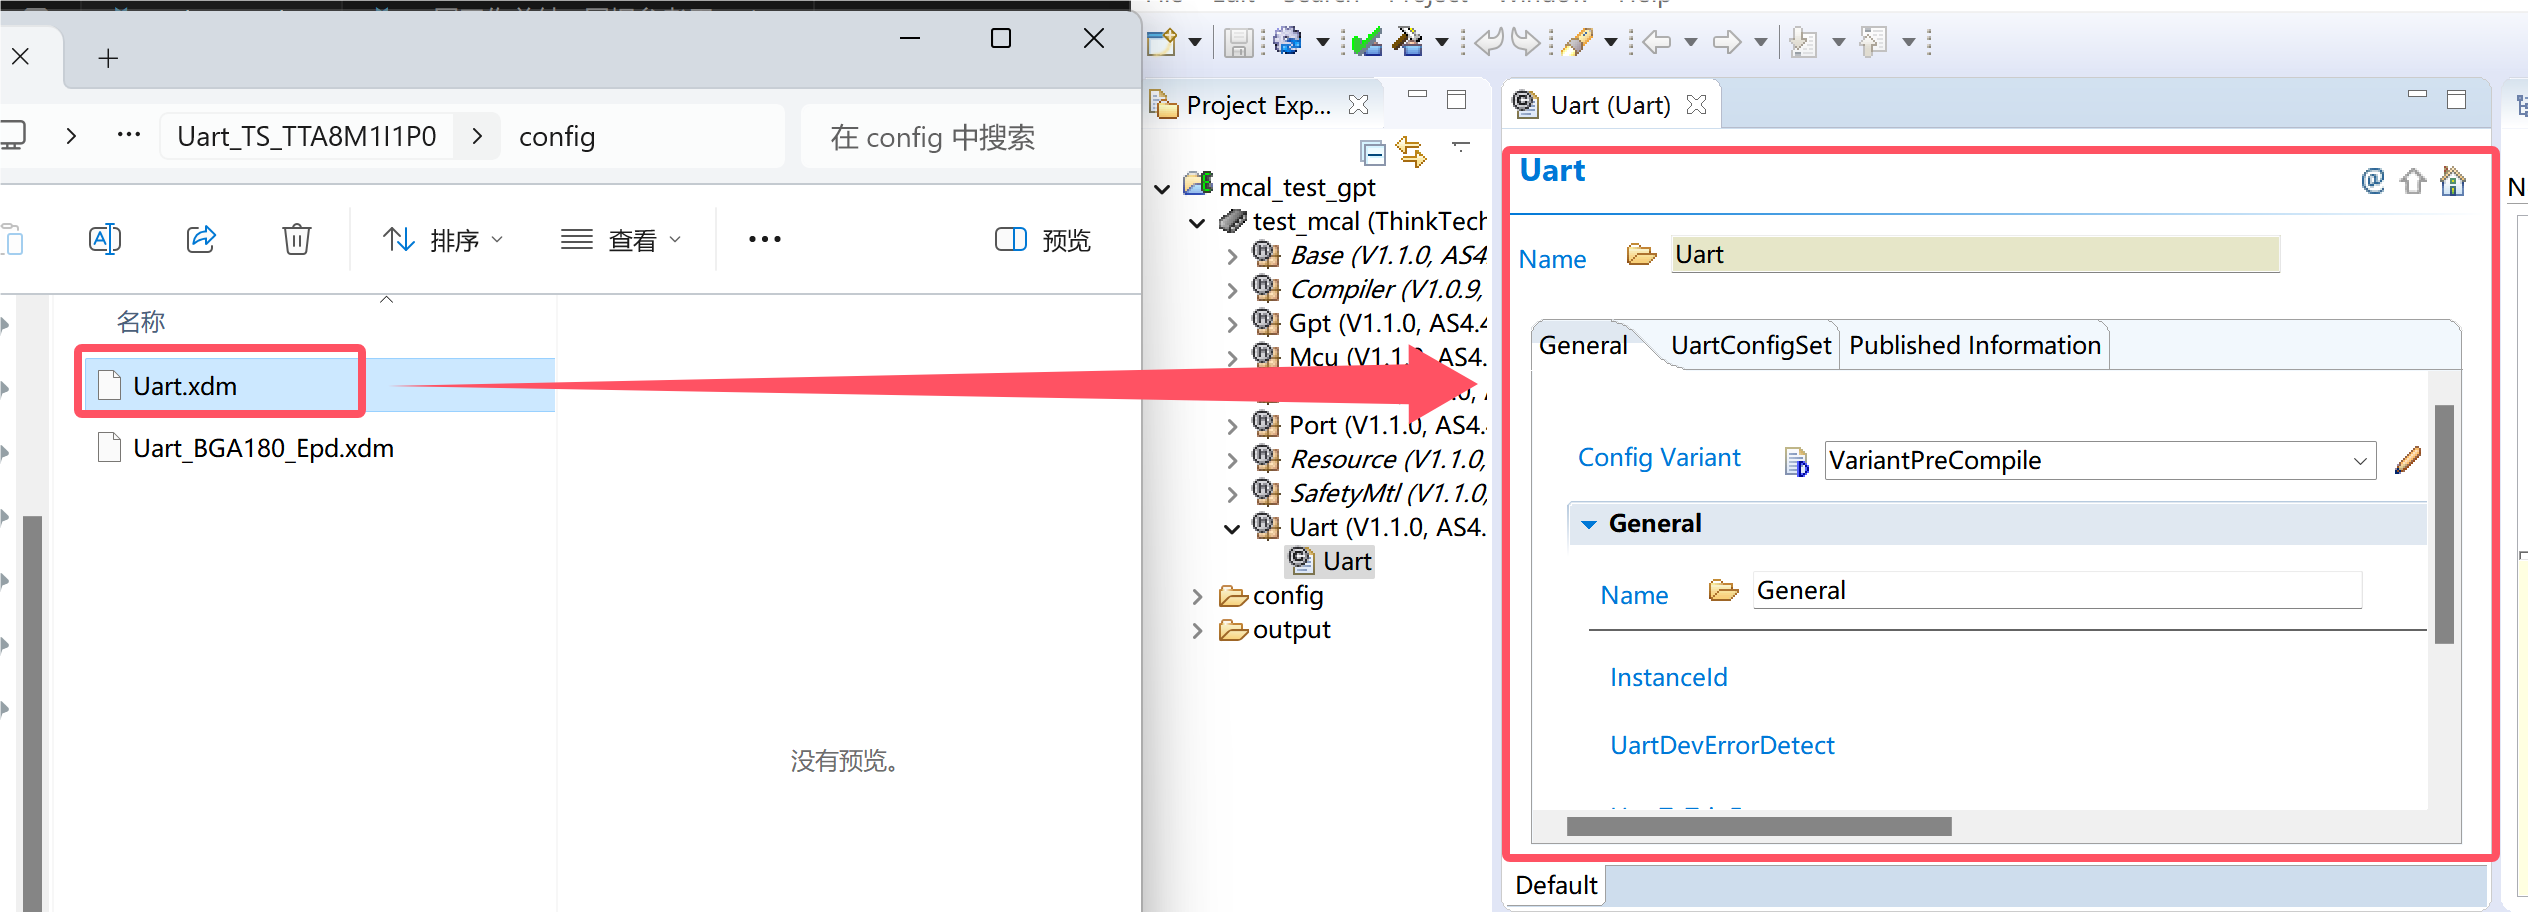 Uart_TS_TTA8M1I1P0
config
在 config 中搜索
排序
查看
预览
名称
Uart.xdm
Uart_BGA180_Epd.xdm
没有预览。
Project Exp...
mcal_test_gpt
test_mcal (ThinkTech
Base (V1.1.0, AS4.
Compiler (V1.0.9,
Gpt (V1.1.0, AS4.4
Mcu (V1.1.0, AS4.
Port (V1.1.0, AS4.4
Resource (V1.1.0,
SafetyMtl (V1.1.0,
Uart (V1.1.0, AS4.
Uart
config
output
Uart (Uart)
Uart
Name
Uart
General
UartConfigSet
Published Information
Config Variant
VariantPreCompile
General
Name
General
InstanceId
UartDevErrorDetect
Default
N